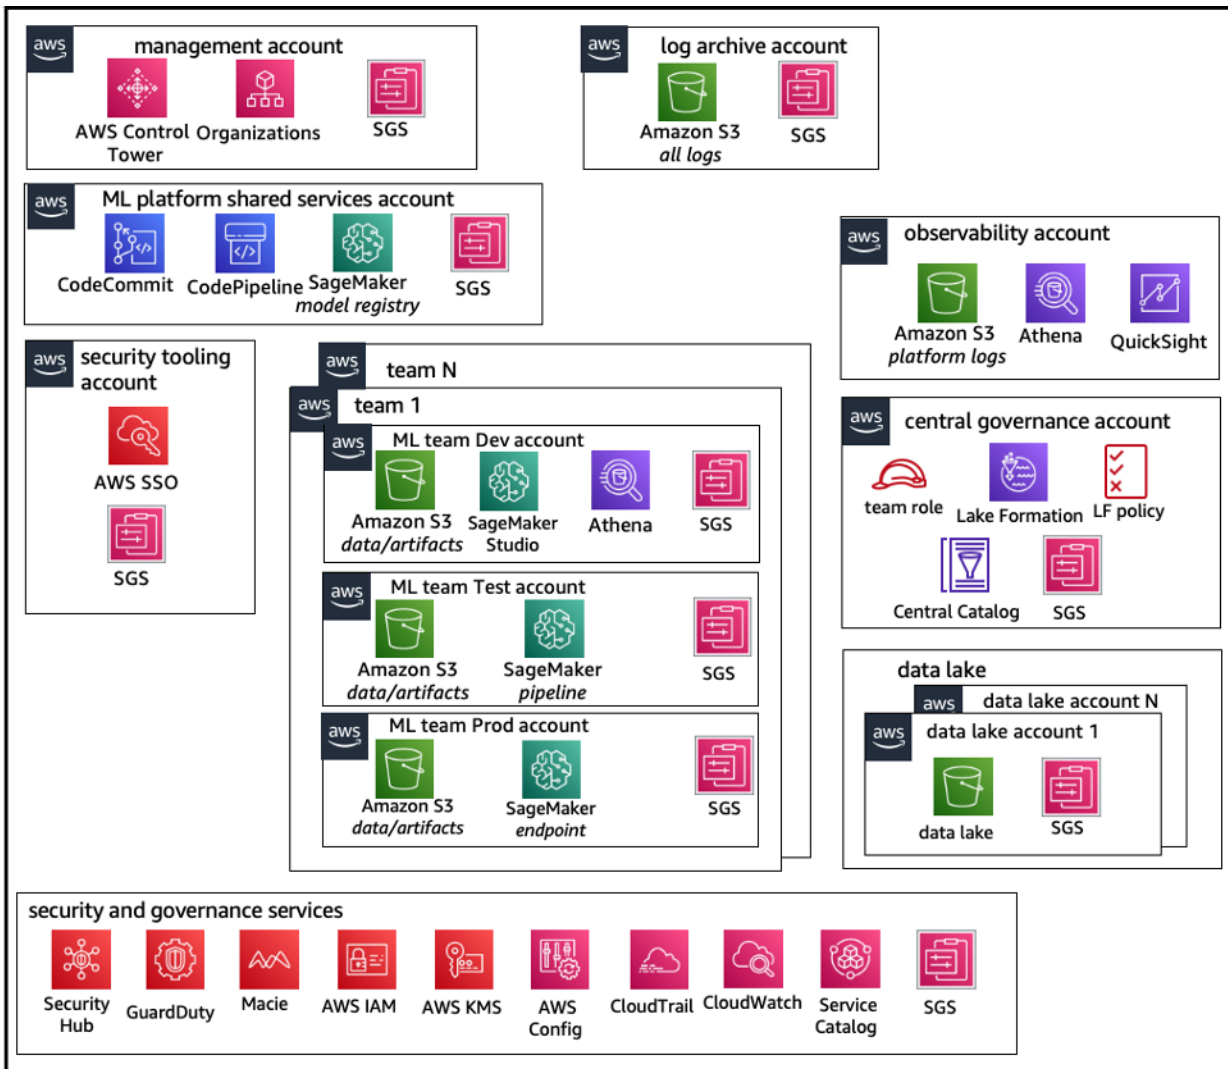 aws
management account
AWS Control
Tower
Organizations
SGS
aws
log archive account
Amazon S3
all logs
SGS
aws
ML platform shared services account
CodeCommit
CodePipeline
SageMaker
model registry
SGS
aws
observability account
Amazon S3
platform logs
Athena
QuickSight
aws
security tooling
account
AWS SSO
SGS
aws
team N
aws
team 1
aws
ML team Dev account
Amazon S3
data/artifacts
SageMaker
Studio
Athena
SGS
aws
ML team Test account
Amazon S3
data/artifacts
SageMaker
pipeline
SGS
aws
ML team Prod account
Amazon S3
data/artifacts
SageMaker
endpoint
SGS
aws
central governance account
team role
Lake Formation
LF policy
Central Catalog
SGS
data lake
aws
data lake account N
aws
data lake account 1
data lake
SGS
security and governance services
Security
Hub
GuardDuty
Macie
AWS IAM
AWS KMS
AWS
Config
CloudTrail
CloudWatch
Service
Catalog
SGS